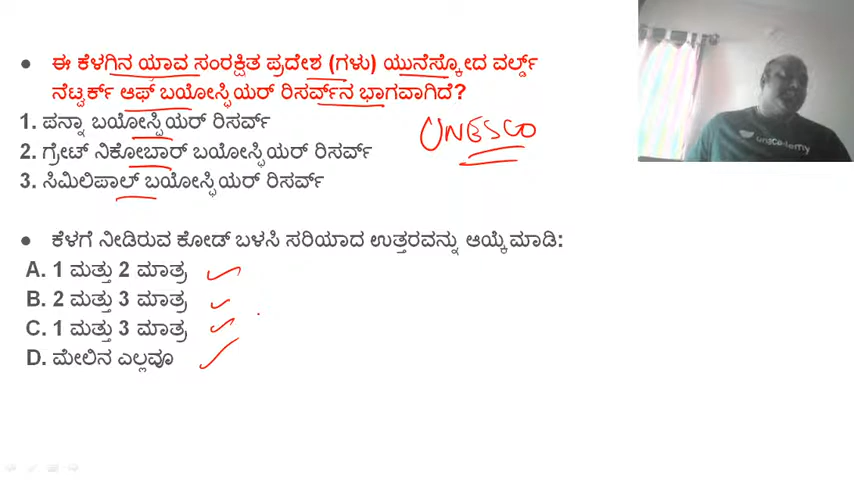 ಈ ಕೆಳಗಿನ ಯಾವ ಸಂರಕ್ಷಿತ ಪ್ರದೇಶ (ಗಳು) ಯುನೆಸ್ಕೋದ ವರ್ಲ್ಡ್
ನೆಟ್ವರ್ಕ್ ಆಫ್ ಬಯೋಸ್ಫಿಯರ್ ರಿಸರ್ವ್‌ನ ಭಾಗವಾಗಿದೆ?
1. ಪನ್ನಾ ಬಯೋಸ್ಫಿಯರ್ ರಿಸರ್ವ್
UNESCO
2. ಗ್ರೇಟ್ ನಿಕೋಬಾರ್ ಬಯೋಸ್ಫಿಯರ್ ರಿಸರ್ವ್
3. ಸಿಮಿಲಿಪಾಲ್ ಬಯೋಸ್ಫಿಯರ್ ರಿಸರ್ವ್
ಕೆಳಗೆ ನೀಡಿರುವ ಕೋಡ್ ಬಳಸಿ ಸರಿಯಾದ ಉತ್ತರವನ್ನು ಆಯ್ಕೆಮಾಡಿ:
A. 1 ಮತ್ತು 2 ಮಾತ್ರ
B. 2 ಮತ್ತು 3 ಮಾತ್ರ
C. 1 ಮತ್ತು 3 ಮಾತ್ರ
D. ಮೇಲಿನ ಎಲ್ಲವೂ